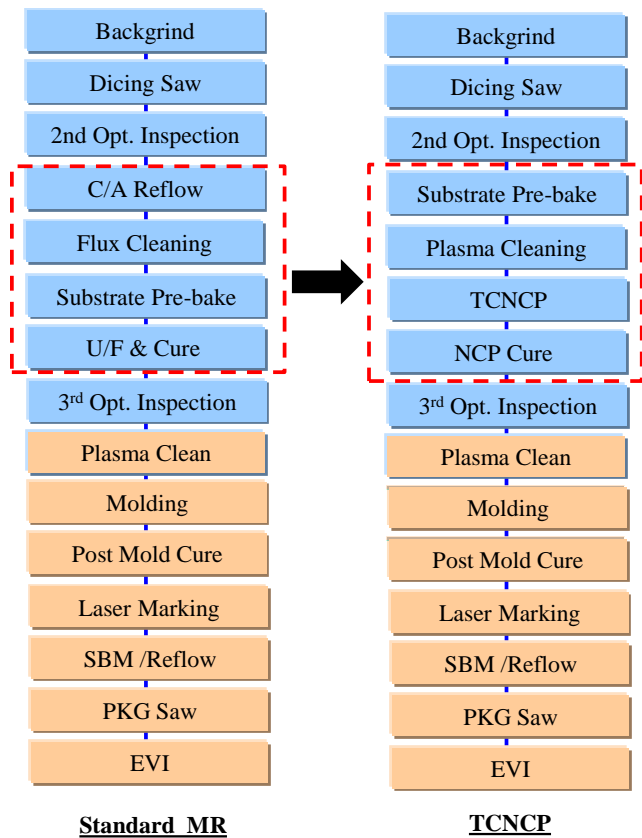 Backgrind
Dicing Saw
2nd Opt. Inspection
C/A Reflow
Flux Cleaning
Substrate Pre-bake
U/F & Cure
3rd Opt. Inspection
Plasma Clean
Molding
Post Mold Cure
Laser Marking
SBM /Reflow
PKG Saw
EVI
Standard MR
Backgrind
Dicing Saw
2nd Opt. Inspection
Substrate Pre-bake
Plasma Cleaning
TCNCP
NCP Cure
3rd Opt. Inspection
Plasma Clean
Molding
Post Mold Cure
Laser Marking
SBM /Reflow
PKG Saw
EVI
TCNCP